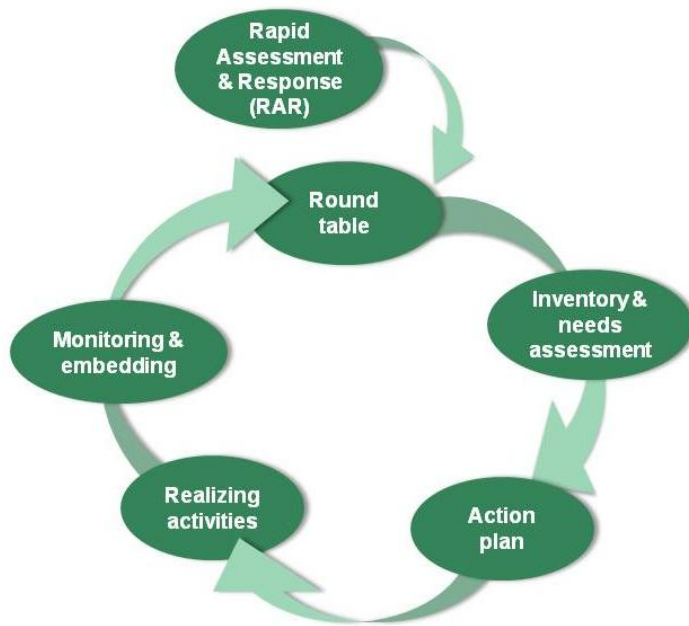 Rapid
Assessment
& Response
(RAR)
Round
table
Inventory &
needs
assessment
Action
plan
Realizing
activities
Monitoring &
embedding